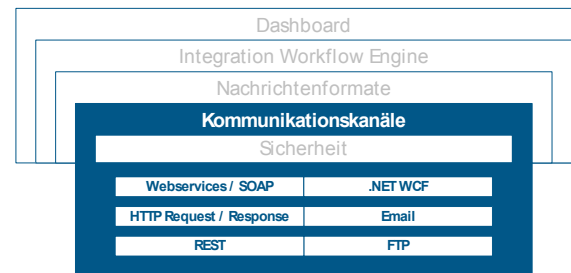 Dashboard
Integration Workflow Engine
Nachrichtenformate
Kommunikationskanäle
Sicherheit
Webservices / SOAP .NET WCF
HTTP Request / Response Email
REST FTP